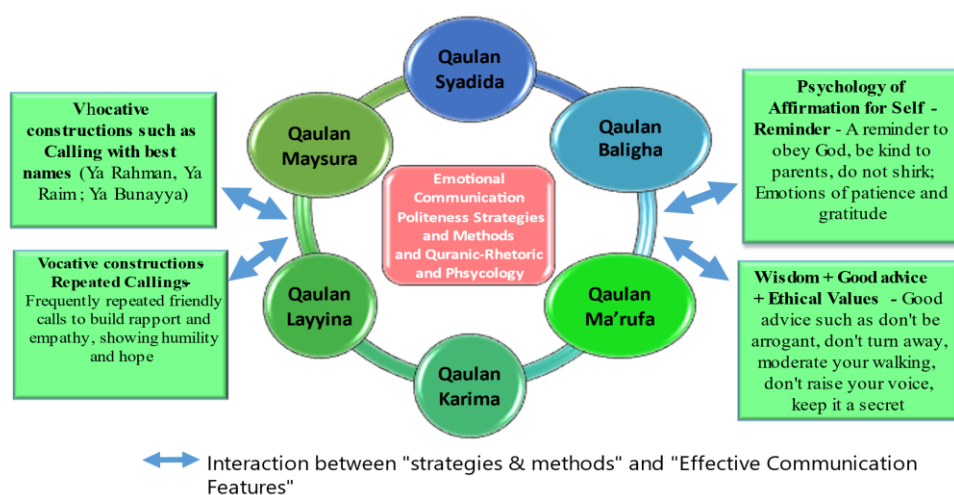 Qaulan
Syadida
Qaulan
Maysura
Qaulan
Baligha
Vhocative
constructions such as
Calling with best
names (Ya Rahman, Ya
Raim ; Ya Bunayya)
Psychology of
Affirmation for Self -
Reminder - A reminder to
obey God, be kind to
parents, do not shirk;
Emotions of patience and
gratitude
Emotional
Communication
Politeness Strategies
and Methods
and Quranic-Rhetoric
and Phsycology
Vocative constructions-
Repeated Callings-
Frequently repeated friendly
calls to build rapport and
empathy, showing humility
and hope
Qaulan
Layyina
Qaulan
Ma'rufa
Wisdom + Good advice
+ Ethical Values - Good
advice such as don't be
arrogant, don't turn away,
moderate your walking,
don't raise your voice,
keep it a secret
Qaulan
Karima
Interaction between "strategies & methods" and "Effective Communication
Features"